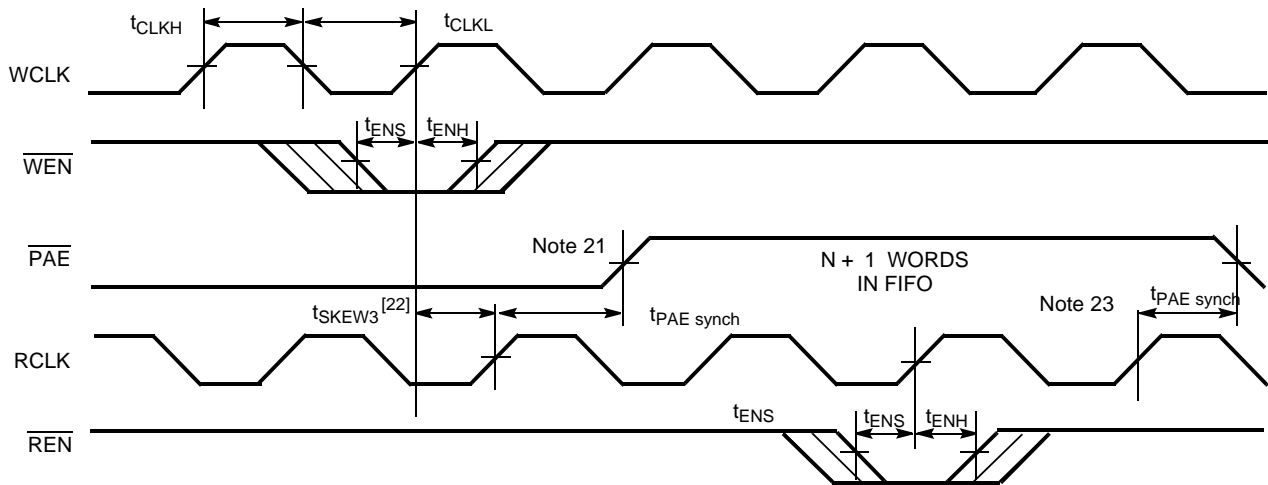 tCLKH
tCLKL
WCLK
tENS
tENH
WEN
PAE
Note 21
N + 1 WORDS
IN FIFO
tSKEW3 [22]
tPAE synch
Note 23
tPAE synch
RCLK
tENS
tENS
tENH
REN